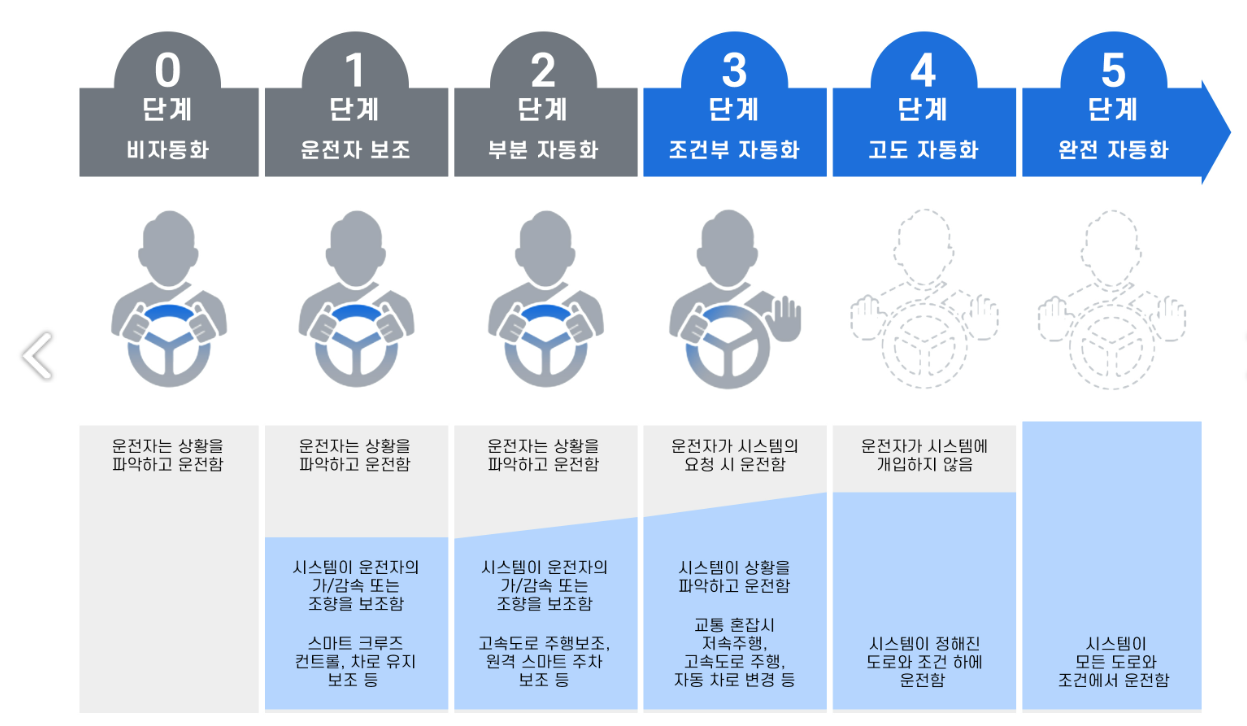 0
단계
비자동화
1
단계
운전자 보조
2
단계
부분 자동화
3
단계
조건부 자동화
4
단계
고도 자동화
5
단계
완전 자동화
운전자는 상황을
파악하고 운전함
운전자는 상황을
파악하고 운전함
시스템이 운전자의
가/감속 또는
조향을 보조함
스마트 크루즈
컨트롤, 차로 유지
보조 등
운전자는 상황을
파악하고 운전함
시스템이 운전자의
가/감속 또는
조향을 보조함
고속도로 주행보조,
원격 스마트 주차
보조 등
운전자가 시스템의
요청 시 운전함
시스템이 상황을
파악하고 운전함
교통 혼잡시
저속주행,
고속도로 주행,
자동 차로 변경 등
운전자가 시스템에
개입하지 않음
시스템이 정해진
도로와 조건 하에
운전함
시스템이
모든 도로와
조건에서 운전함